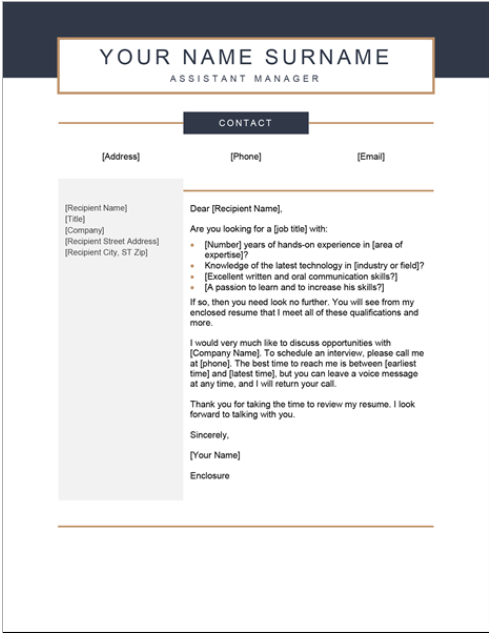 YOUR NAME SURNAME
ASSISTANT MANAGER
CONTACT
[Address] [Phone] [Email]
[Recipient Name]
[Title]
[Company]
[Recipient Street Address]
[Recipient City, ST Zip]
Dear [Recipient Name],
Are you looking for a [job title] with:
• [Number] years of hands-on experience in [area of
expertise]?
• Knowledge of the latest technology in [industry or field]?
• [Excellent written and oral communication skills?]
• [A passion to learn and to increase his skills?]
If so, then you need look no further. You will see from my
enclosed resume that I meet all of these qualifications and
more.
I would very much like to discuss opportunities with
[Company Name]. To schedule an interview, please call me
at [phone]. The best time to reach me is between [earliest
time] and [latest time], but you can leave a voice message
at any time, and I will return your call.
Thank you for taking the time to review my resume. I look
forward to talking with you.
Sincerely,
[Your Name]
Enclosure